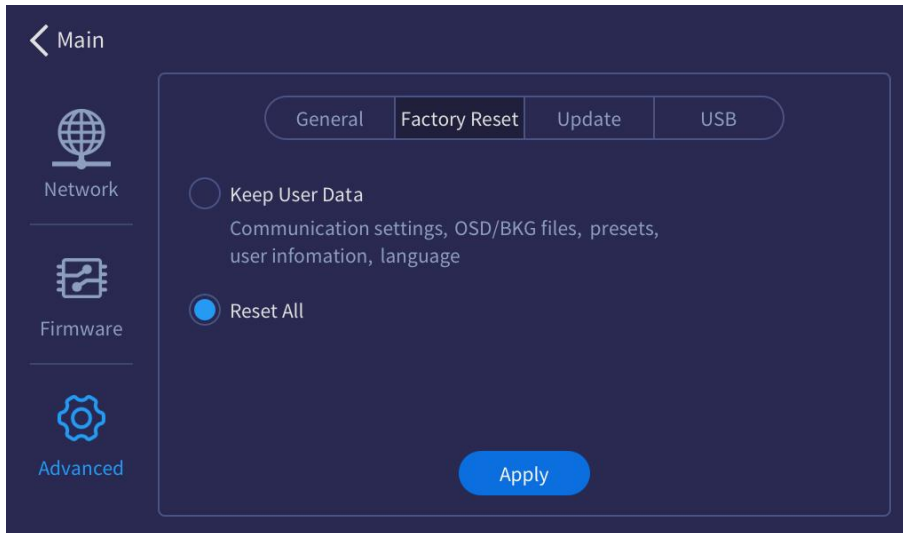 Main
Network
Firmware
Advanced
General
Factory Reset
Update
USB
Keep User Data
Communication settings, OSD/BKG files, presets,
user infomation, language
Reset All
Apply